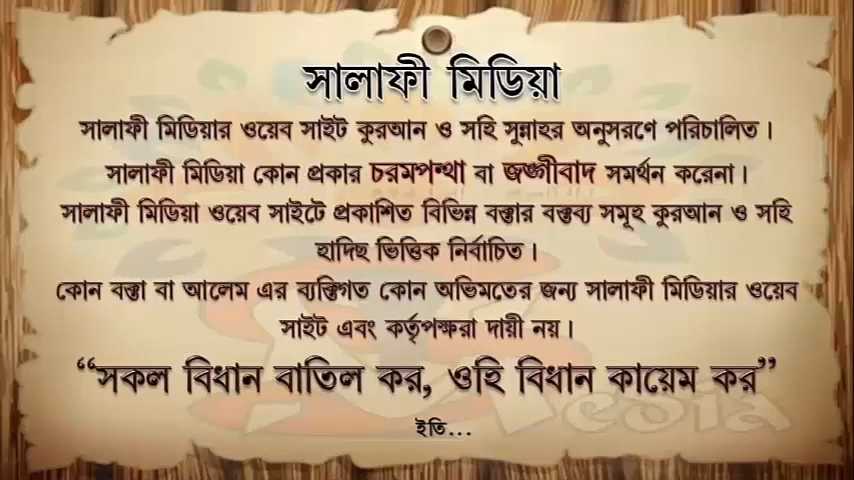 সালাফী মিডিয়া
সালাফী মিডিয়ার ওয়েব সাইট কুরআন ও সহি সুন্নাহর অনুসরণে পরিচালিত।
সালাফী মিডিয়া কোন প্রকার চরমপন্থা বা জঙ্গীবাদ সমর্থন করেনা।
সালাফী মিডিয়া ওয়েব সাইটে প্রকাশিত বিভিন্ন বক্তার বক্তব্য সমূহ কুরআন ও সহি
হাদিছ ভিত্তিক নির্বাচিত।
কোন বক্তা বা আলেম এর ব্যক্তিগত কোন অভিমতের জন্য সালাফী মিডিয়ার ওয়েব
সাইট এবং কর্তৃপক্ষরা দায়ী নয়।
“সকল বিধান বাতিল কর, ওহি বিধান কায়েম কর”
ইতি...